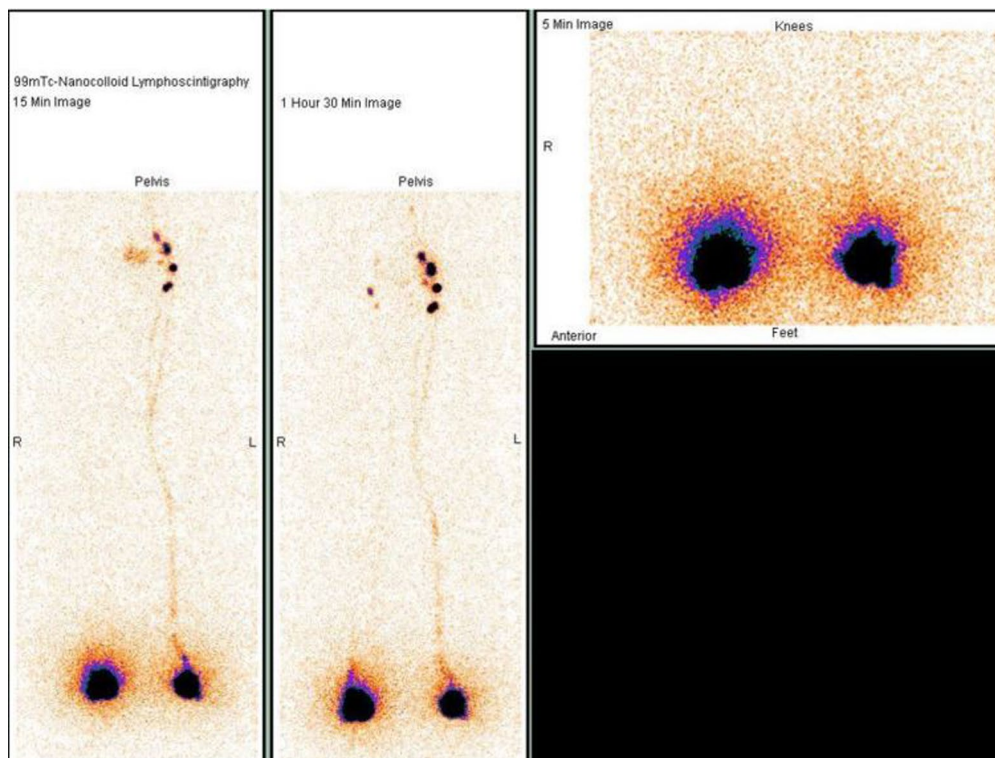 99mTc-Nanocolloid Lymphoscintigraphy
15 Min Image
Pelvis
R
L
1 Hour 30 Min Image
Pelvis
R
L
5 Min Image
Knees
R
Anterior
Feet